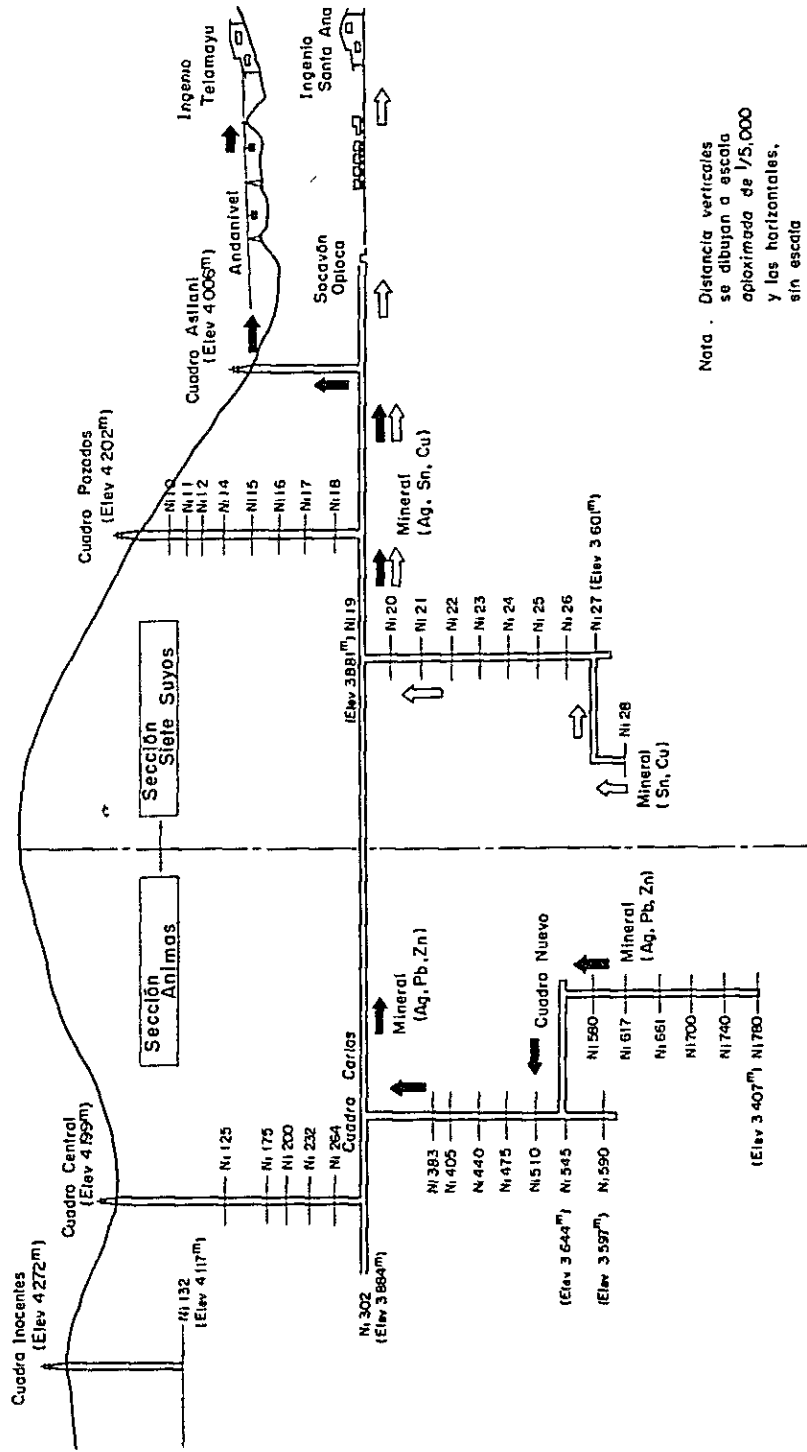 Cuadro Inocentes
(Elev 4 272m)
Ni 132
(Elev 4 117m)
Cuadro Central
(Elev 4 199m)
Ni 125
Ni 175
Ni 200
Ni 232
Ni 264
Ni 302
(Elev 3 884m)
Cuadro Carlos
Sección
Animas
Sección
Siete Suyos
Mineral
(Ag, Pb, Zn)
Ni 383
Ni 405
Ni 440
Ni 475
Ni 510
Ni 545
(Elev 3 644m)
Ni 590
(Elev 3 597m)
Cuadro Nuevo
Ni 580
Ni 617
Ni 661
Ni 700
Ni 740
Ni 780
(Elev 3 407m)
Mineral
(Ag, Pb, Zn)
Cuadro Pozados
(Elev 4 202m)
Ni 10
Ni 11
Ni 12
Ni 14
Ni 15
Ni 16
Ni 17
Ni 18
(Elev 3 881m) Ni 19
Ni 20
Ni 21
Ni 22
Ni 23
Ni 24
Ni 25
Ni 26
Ni 27 (Elev 3 601m)
Ni 28
Mineral
(Sn, Cu)
Mineral
(Ag, Sn, Cu)
Cuadro Asllani
(Elev 4 006m)
Andanivel
Ingenio
Telamayu
Socavón
Oploca
Ingenio
Santa Ana
Nota . Distancia verticales
se dibujan a escala
aploximada de 1/5,000
y las horizontales,
sin escala